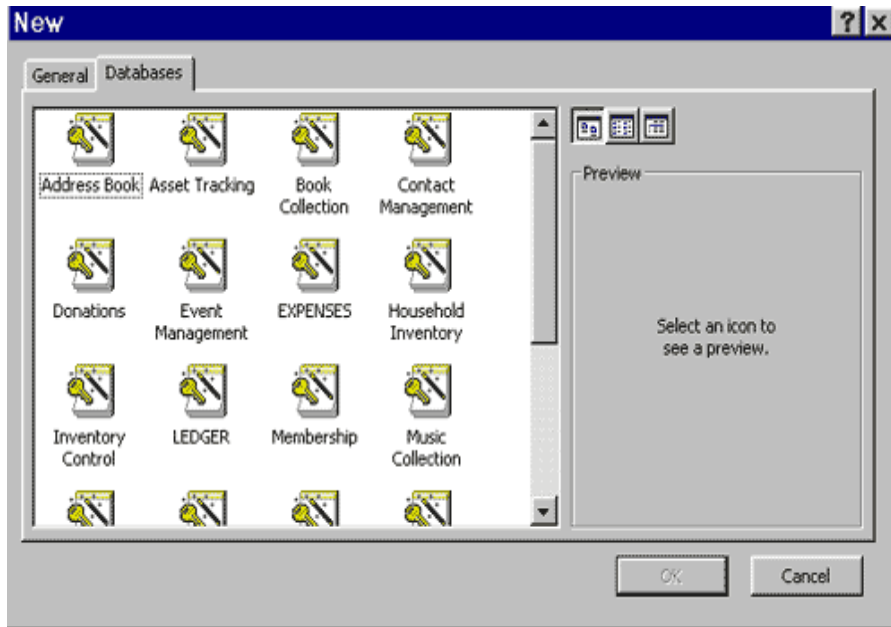 New
General Databases
Address Book Asset Tracking Book Collection Contact Management
Donations Event Management EXPENSES Household Inventory
Inventory Control LEDGER Membership Music Collection
Preview
Select an icon to
see a preview.
OK Cancel